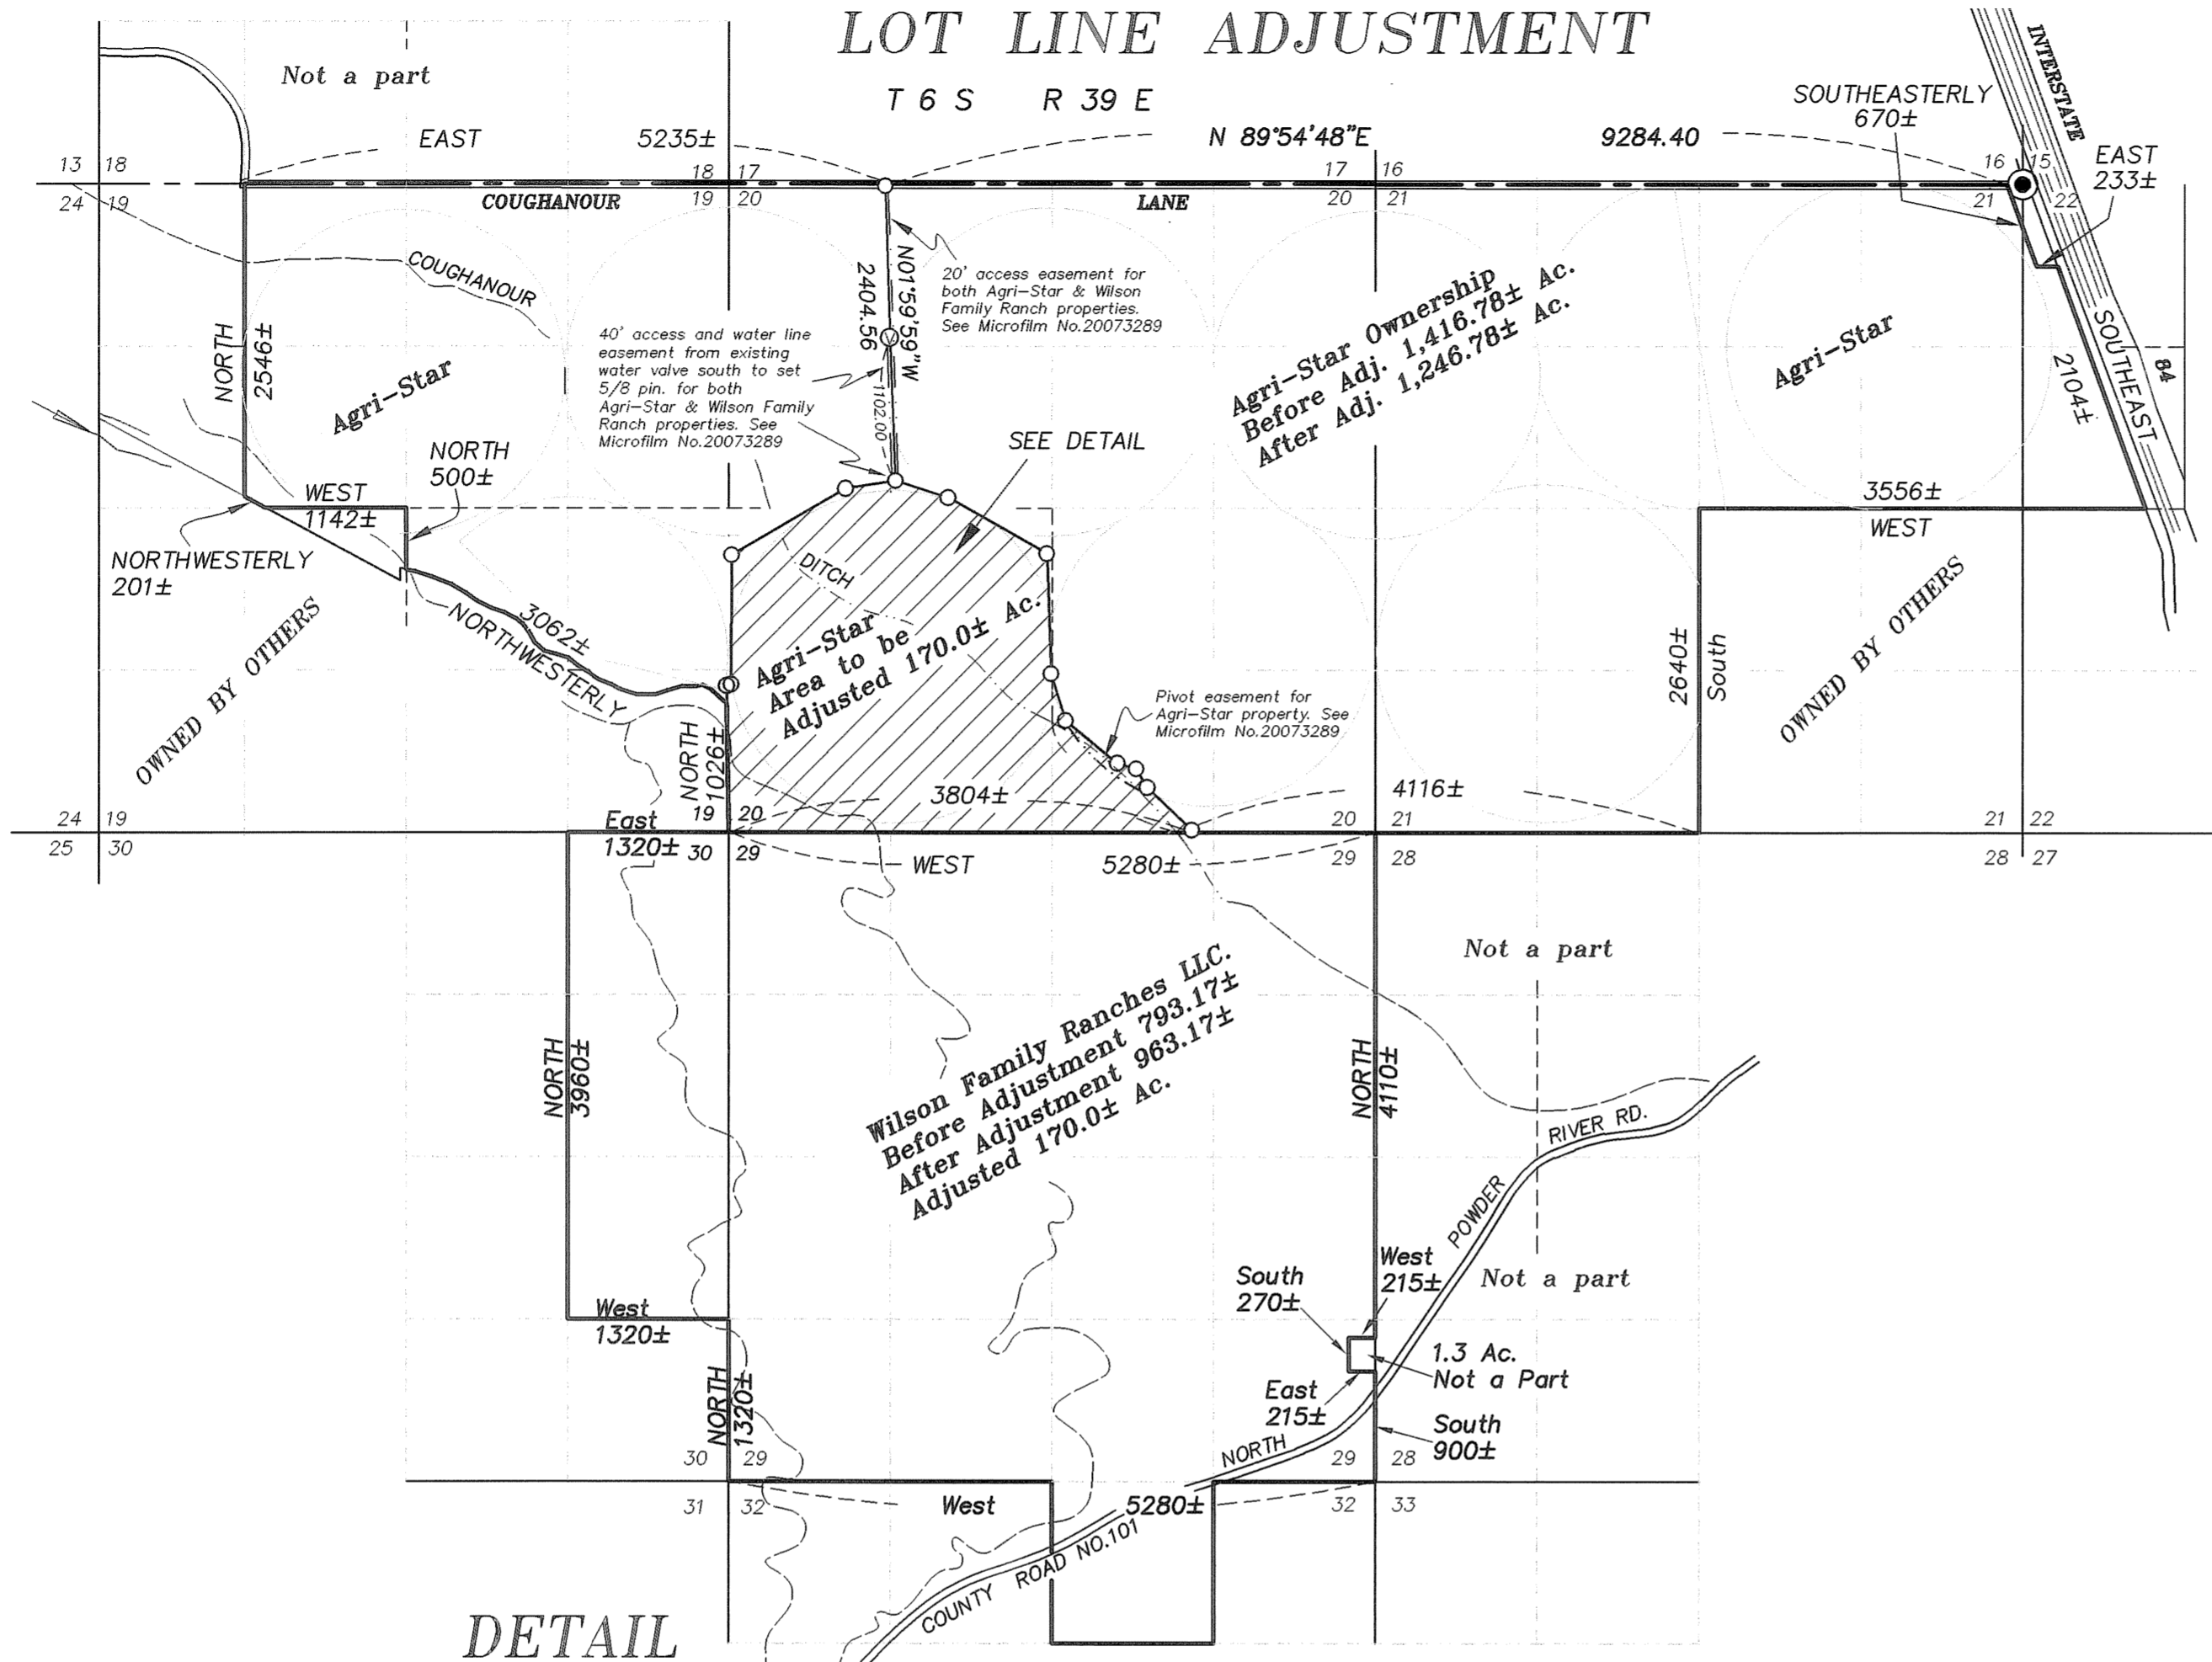 LOT LINE ADJUSTMENT
T 6 S R 39 E
Not a part
EAST 5235±
N 89°54'48"E 9284.40
SOUTHEASTERLY
670±
INTERSTATE
EAST
233±
13 18
24 19
18 17
19 20
17 16
20 21
16 15
21 22
COUGHANOUR LANE
COUGHANOUR
NORTH
2546±
Agri-Star
N01°59'59"W
2404.56
1102.00
20' access easement for
both Agri-Star & Wilson
Family Ranch properties.
See Microfilm No.20073289
40' access and water line
easement from existing
water valve south to set
5/8 pin. for both
Agri-Star & Wilson Family
Ranch properties. See
Microfilm No.20073289
Agri-Star Ownership
Before Adj. 1,416.78± Ac.
After Adj. 1,246.78± Ac.
Agri-Star
SOUTHEAST
2104±
84
SEE DETAIL
NORTH
500±
WEST
1142±
NORTHWESTERLY
201±
3556±
WEST
OWNED BY OTHERS
3062±
NORTHWESTERLY
DITCH
Agri-Star
Area to be
Adjusted 170.0± Ac.
Pivot easement for
Agri-Star property. See
Microfilm No.20073289
2640±
South
OWNED BY OTHERS
NORTH
1026±
3804±
4116±
24 19
25 30
East
1320±
19 20
30 29
WEST 5280±
20 21
29 28
21 22
28 27
Not a part
Wilson Family Ranches LLC.
Before Adjustment 793.17±
After Adjustment 963.17±
Adjusted 170.0± Ac.
NORTH
3960±
NORTH
4110±
NORTH POWDER RIVER RD.
Not a part
West
215±
South
270±
1.3 Ac.
Not a Part
East
215±
South
900±
West
1320±
NORTH
1320±
30 29
31 32
29 28
32 33
West 5280±
COUNTY ROAD NO.101
DETAIL